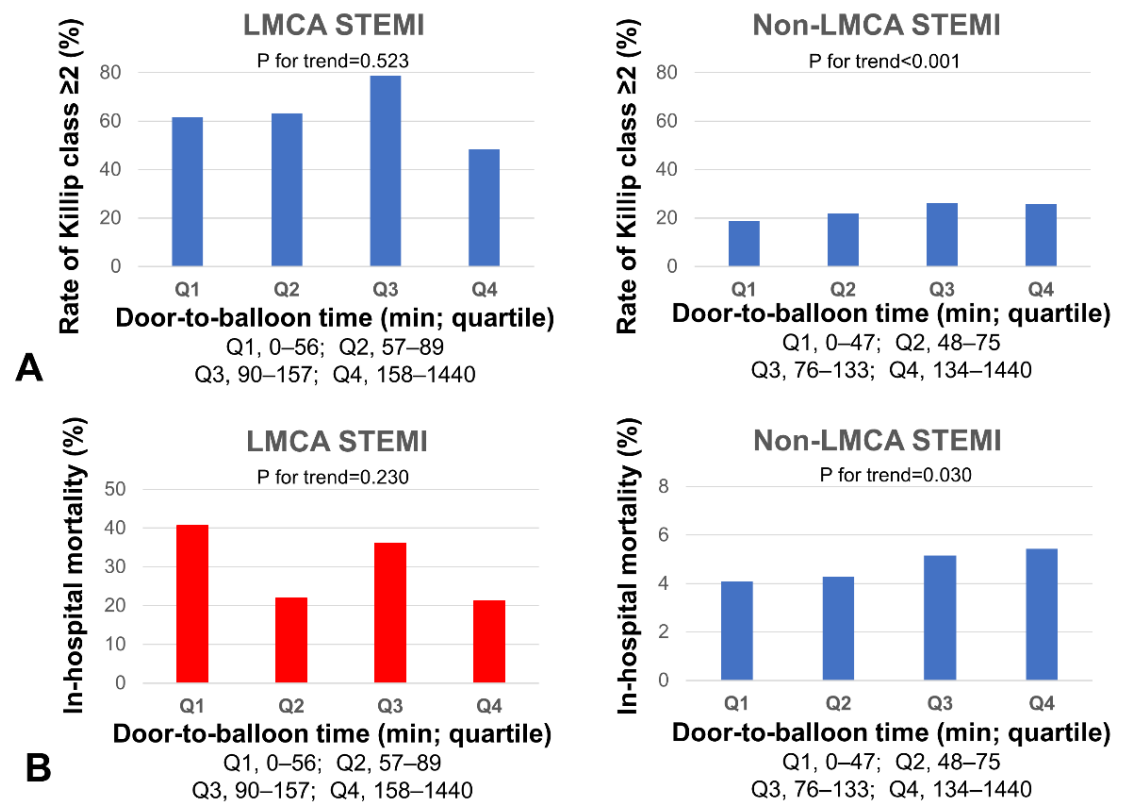 LMCA STEMI
P for trend=0.523
Rate of Killip class ≥2 (%)
80
60
40
20
0
Q1 Q2 Q3 Q4
Door-to-balloon time (min; quartile)
Q1, 0–56; Q2, 57–89
Q3, 90–157; Q4, 158–1440
Non-LMCA STEMI
P for trend<0.001
Rate of Killip class ≥2 (%)
80
60
40
20
0
Q1 Q2 Q3 Q4
Door-to-balloon time (min; quartile)
Q1, 0–47; Q2, 48–75
Q3, 76–133; Q4, 134–1440
A
LMCA STEMI
P for trend=0.230
In-hospital mortality (%)
50
40
30
20
10
0
Q1 Q2 Q3 Q4
Door-to-balloon time (min; quartile)
Q1, 0–56; Q2, 57–89
Q3, 90–157; Q4, 158–1440
Non-LMCA STEMI
P for trend=0.030
In-hospital mortality (%)
8
6
4
2
0
Q1 Q2 Q3 Q4
Door-to-balloon time (min; quartile)
Q1, 0–47; Q2, 48–75
Q3, 76–133; Q4, 134–1440
B